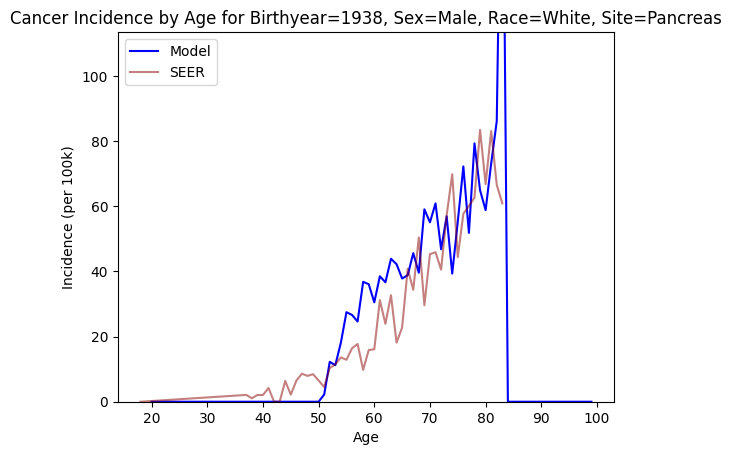 Cancer Incidence by Age for Birthyear=1938, Sex=Male, Race=White, Site=Pancreas
Model
SEER
100
80
60
40
20
0
Incidence (per 100k)
20 30 40 50 60 70 80 90 100
Age